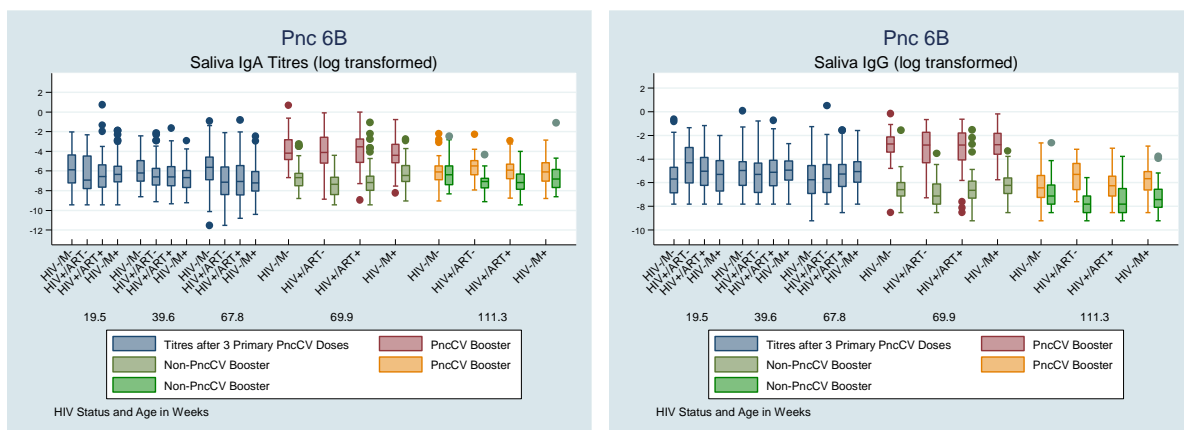 Pnc 6B
Saliva IgA Titres (log transformed)
2
0
-2
-4
-6
-8
-10
-12
HIV-/M-
HIV+/ART-
HIV+/ART+
HIV-/M+
HIV-/M-
HIV+/ART-
HIV+/ART+
HIV-/M+
HIV-/M-
HIV+/ART-
HIV+/ART+
HIV-/M+
HIV-/M-
HIV+/ART-
HIV+/ART+
HIV-/M+
HIV-/M-
HIV+/ART-
HIV+/ART+
HIV-/M+
19.5 39.6 67.8 69.9 111.3
Titres after 3 Primary PncCV Doses PncCV Booster
Non-PncCV Booster PncCV Booster
Non-PncCV Booster
HIV Status and Age in Weeks
Pnc 6B
Saliva IgG (log transformed)
2
0
-2
-4
-6
-8
-10
HIV-/M-
HIV+/ART-
HIV+/ART+
HIV-/M+
HIV-/M-
HIV+/ART-
HIV+/ART+
HIV-/M+
HIV-/M-
HIV+/ART-
HIV+/ART+
HIV-/M+
HIV-/M-
HIV+/ART-
HIV+/ART+
HIV-/M+
HIV-/M-
HIV+/ART-
HIV+/ART+
HIV-/M+
19.5 39.6 67.8 69.9 111.3
Titres after 3 Primary PncCV Doses PncCV Booster
Non-PncCV Booster PncCV Booster
Non-PncCV Booster
HIV Status and Age in Weeks